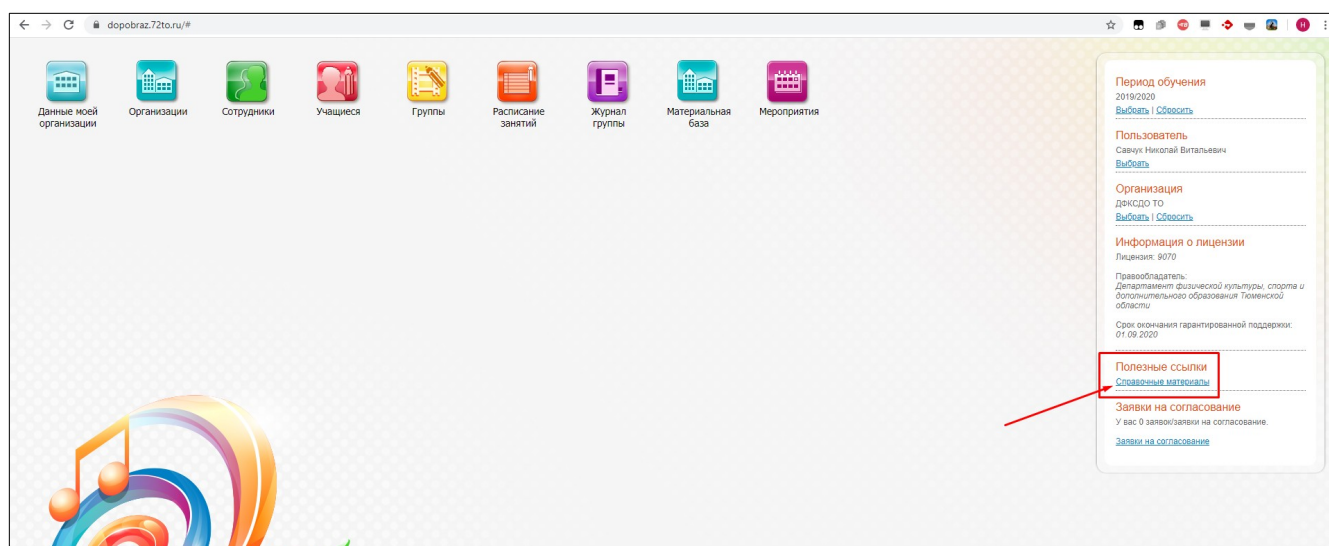 dopobraz.72to.ru/#
H
Данные моей
организации
Организации
Сотрудники
Учащиеся
Группы
Расписание
занятий
Журнал
группы
Материальная
база
Мероприятия
Период обучения
2019/2020
Выбрать | Сбросить
Пользователь
Савчук Николай Витальевич
Выбрать
Организация
ДФКСДО ТО
Выбрать | Сбросить
Информация о лицензии
Лицензия: 9070
Правообладатель:
Департамент физической культуры, спорта и
дополнительного образования Тюменской
области
Срок окончания гарантированной поддержки:
01.09.2020
Полезные ссылки
Справочные материалы
Заявки на согласование
У вас 0 заявок/заявки на согласование.
Заявки на согласование